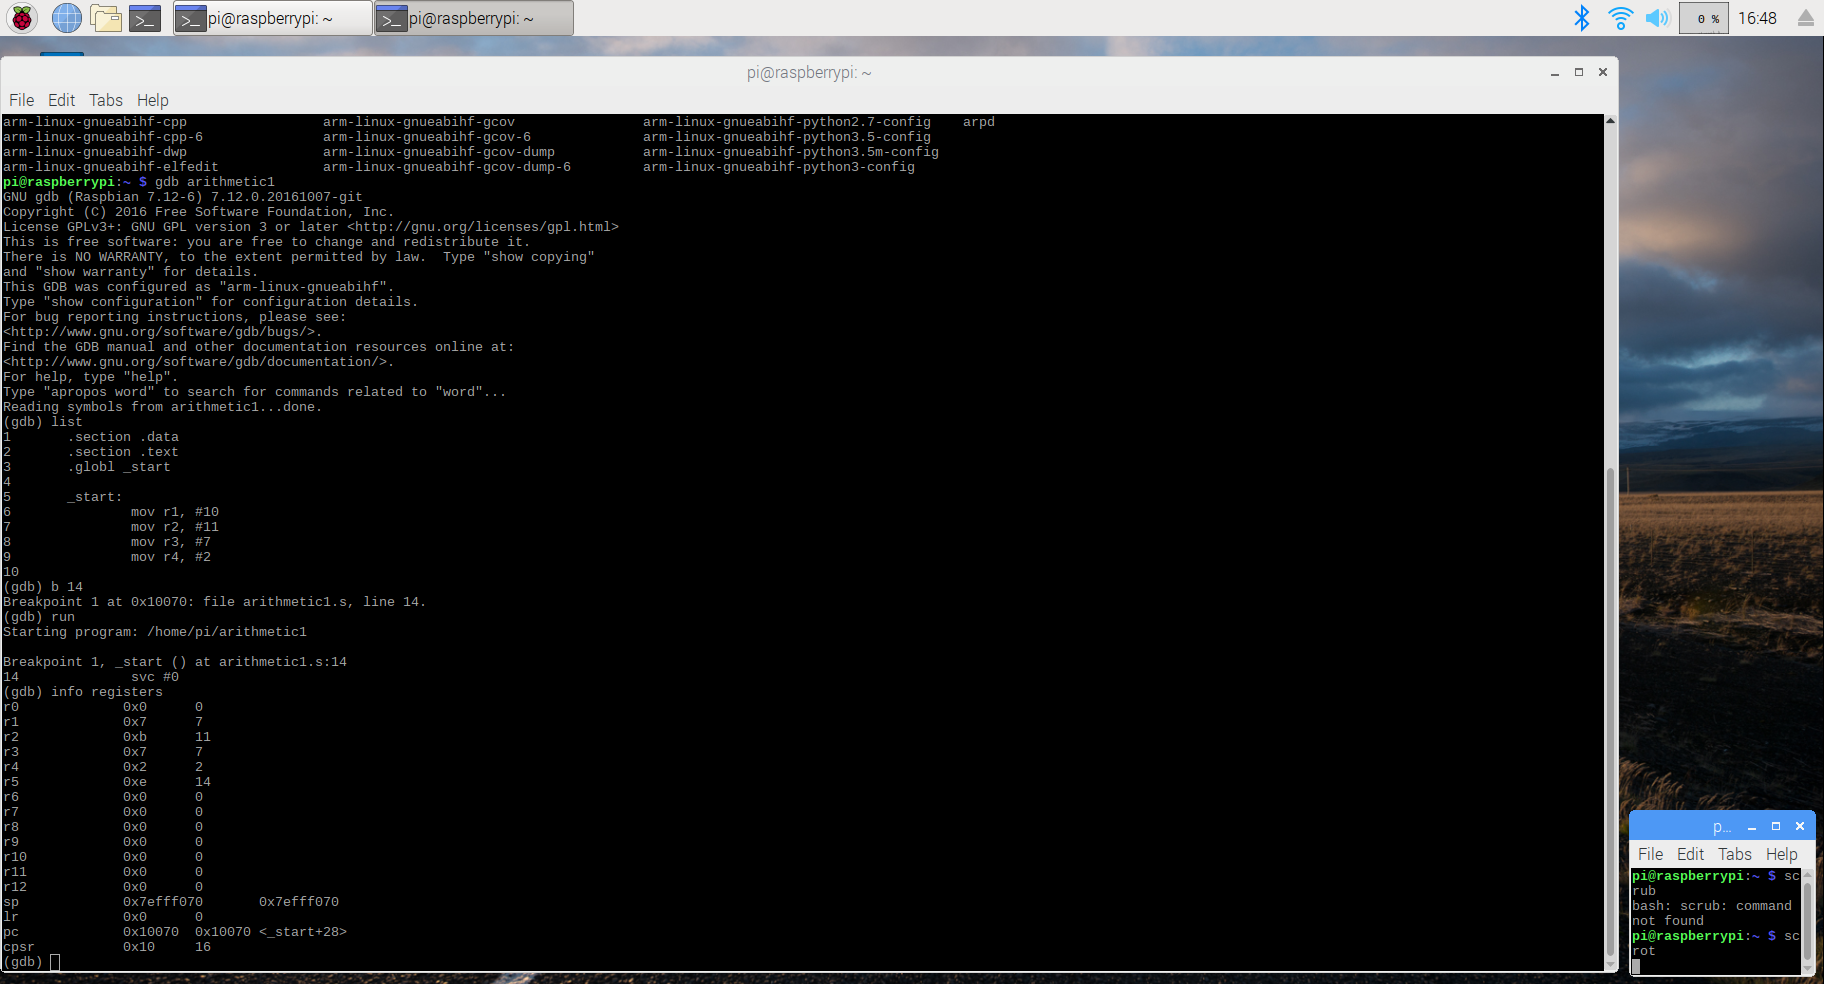 pi@raspberrypi: ~ pi@raspberrypi: ~ 0 % 16:48
pi@raspberrypi: ~
File Edit Tabs Help
arm-linux-gnueabihf-cpp arm-linux-gnueabihf-gcov arm-linux-gnueabihf-python2.7-config arpd
arm-linux-gnueabihf-cpp-6 arm-linux-gnueabihf-gcov-6 arm-linux-gnueabihf-python3.5-config
arm-linux-gnueabihf-dwp arm-linux-gnueabihf-gcov-dump arm-linux-gnueabihf-python3.5m-config
arm-linux-gnueabihf-elfedit arm-linux-gnueabihf-gcov-dump-6 arm-linux-gnueabihf-python3-config
pi@raspberrypi:~ $ gdb arithmetic1
GNU gdb (Raspbian 7.12-6) 7.12.0.20161007-git
Copyright (C) 2016 Free Software Foundation, Inc.
License GPLv3+: GNU GPL version 3 or later <http://gnu.org/licenses/gpl.html>
This is free software: you are free to change and redistribute it.
There is NO WARRANTY, to the extent permitted by law.  Type "show copying"
and "show warranty" for details.
This GDB was configured as "arm-linux-gnueabihf".
Type "show configuration" for configuration details.
For bug reporting instructions, please see:
<http://www.gnu.org/software/gdb/bugs/>.
Find the GDB manual and other documentation resources online at:
<http://www.gnu.org/software/gdb/documentation/>.
For help, type "help".
Type "apropos word" to search for commands related to "word"...
Reading symbols from arithmetic1...done.
(gdb) list
1 .section .data
2 .section .text
3 .globl _start
4
5 _start:
6 mov r1, #10
7 mov r2, #11
8 mov r3, #7
9 mov r4, #2
10
(gdb) b 14
Breakpoint 1 at 0x10070: file arithmetic1.s, line 14.
(gdb) run
Starting program: /home/pi/arithmetic1
Breakpoint 1, _start () at arithmetic1.s:14
14 svc #0
(gdb) info registers
r0 0x0 0
r1 0x7 7
r2 0xb 11
r3 0x7 7
r4 0x2 2
r5 0xe 14
r6 0x0 0
r7 0x0 0
r8 0x0 0
r9 0x0 0
r10 0x0 0
r11 0x0 0
r12 0x0 0
sp 0x7efff070 0x7efff070
lr 0x0 0
pc 0x10070 0x10070 <_start+28>
cpsr 0x10 16
(gdb)
p...
File Edit Tabs Help
pi@raspberrypi:~ $ sc
rub
bash: scrub: command
not found
pi@raspberrypi:~ $ sc
rot